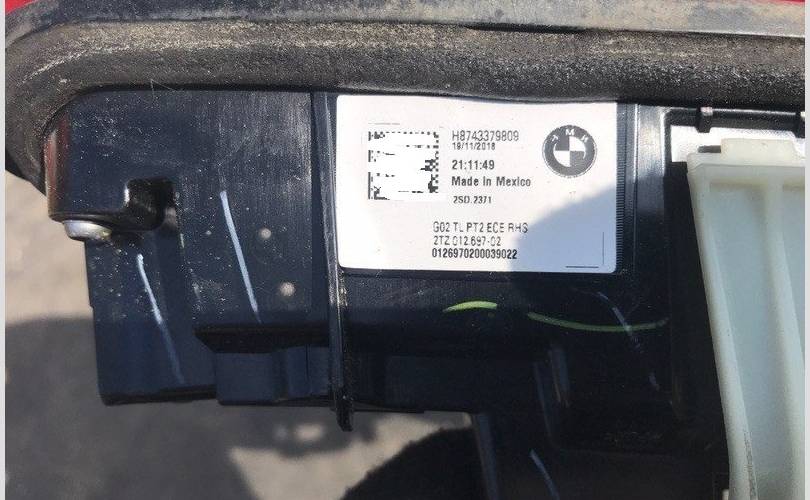 H8743379809
19/11/2018
21:11:49
Made in Mexico
2SD.2371
G02 TL PT2 ECE RHS
2TZ 012.697-02
0126970200039022
BMW